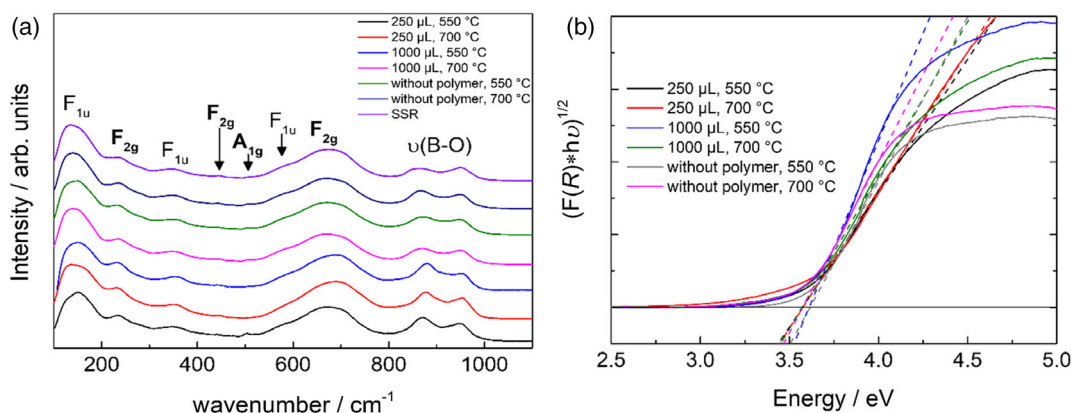 (a)
250 µL, 550 °C
250 µL, 700 °C
1000 µL, 550 °C
1000 µL, 700 °C
without polymer, 550 °C
without polymer, 700 °C
SSR
F1u
F2g
F1u
F2g
A1g
F1u
F2g
υ(B-O)
Intensity / arb. units
200 400 600 800 1000
wavenumber / cm⁻¹
(b)
250 µL, 550 °C
250 µL, 700 °C
1000 µL, 550 °C
1000 µL, 700 °C
without polymer, 550 °C
without polymer, 700 °C
(F(R)*hυ)^1/2
2.5 3.0 3.5 4.0 4.5 5.0
Energy / eV